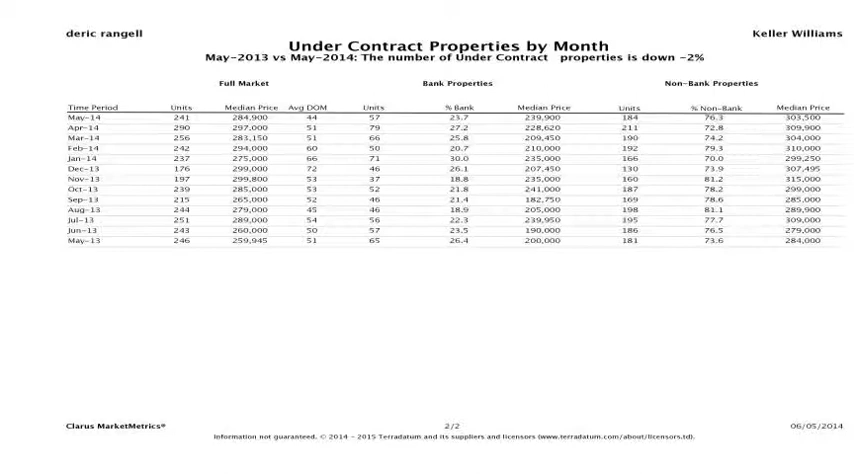 deric rangell Keller Williams
Under Contract Properties by Month
May-2013 vs May-2014: The number of Under Contract properties is down -2%
Full Market Bank Properties Non-Bank Properties
Time Period Units Median Price Avg DOM Units % Bank Median Price Units % Non-Bank Median Price
May-14 241 284,900 44 57 23.7 239,900 184 76.3 303,500
Apr-14 290 297,000 51 79 27.2 228,620 211 72.8 309,900
Mar-14 256 283,150 51 66 25.8 209,450 190 74.2 304,000
Feb-14 242 294,000 60 50 20.7 210,000 192 79.3 310,000
Jan-14 237 275,000 66 71 30.0 235,000 166 70.0 299,250
Dec-13 176 299,000 72 46 26.1 207,450 130 73.9 307,495
Nov-13 197 299,800 53 37 18.8 235,000 160 81.2 315,000
Oct-13 239 285,000 53 52 21.8 241,000 187 78.2 299,000
Sep-13 215 265,000 52 46 21.4 182,750 169 78.6 285,000
Aug-13 244 279,000 45 46 18.9 205,000 198 81.1 289,900
Jul-13 251 289,000 54 56 22.3 239,950 195 77.7 309,000
Jun-13 243 260,000 50 57 23.5 190,000 186 76.5 279,000
May-13 246 259,945 51 65 26.4 200,000 181 73.6 284,000
Clarus MarketMetrics® 2/2 06/05/2014
Information not guaranteed. © 2014 - 2015 Terradatum and its suppliers and licensors (www.terradatum.com/about/licensors.td).